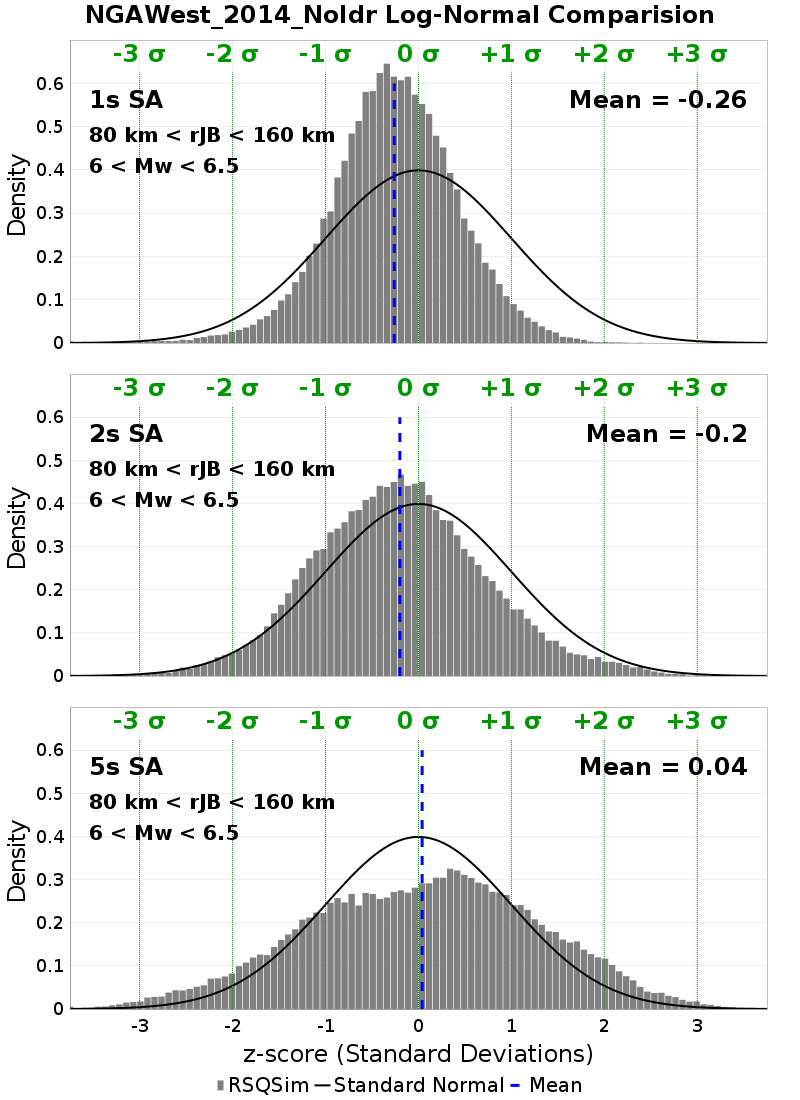 NGAWest_2014_NoIdr Log-Normal Comparision
-3 σ -2 σ -1 σ 0 σ +1 σ +2 σ +3 σ
0.6
1s SA Mean = -0.26
0.5
80 km < rJB < 160 km
6 < Mw < 6.5
0.4
Density
0.3
0.2
0.1
0
-3 σ -2 σ -1 σ 0 σ +1 σ +2 σ +3 σ
0.6
2s SA Mean = -0.2
0.5
80 km < rJB < 160 km
6 < Mw < 6.5
0.4
Density
0.3
0.2
0.1
0
-3 σ -2 σ -1 σ 0 σ +1 σ +2 σ +3 σ
0.6
5s SA Mean = 0.04
0.5
80 km < rJB < 160 km
6 < Mw < 6.5
0.4
Density
0.3
0.2
0.1
0
-3 -2 -1 0 1 2 3
z-score (Standard Deviations)
RSQSim Standard Normal Mean